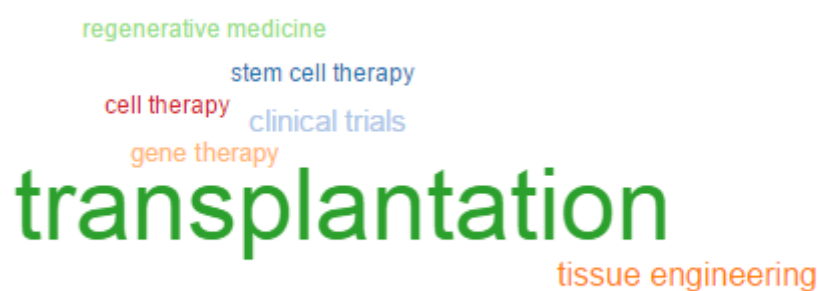 regenerative medicine
stem cell therapy
cell therapy
clinical trials
gene therapy
transplantation
tissue engineering